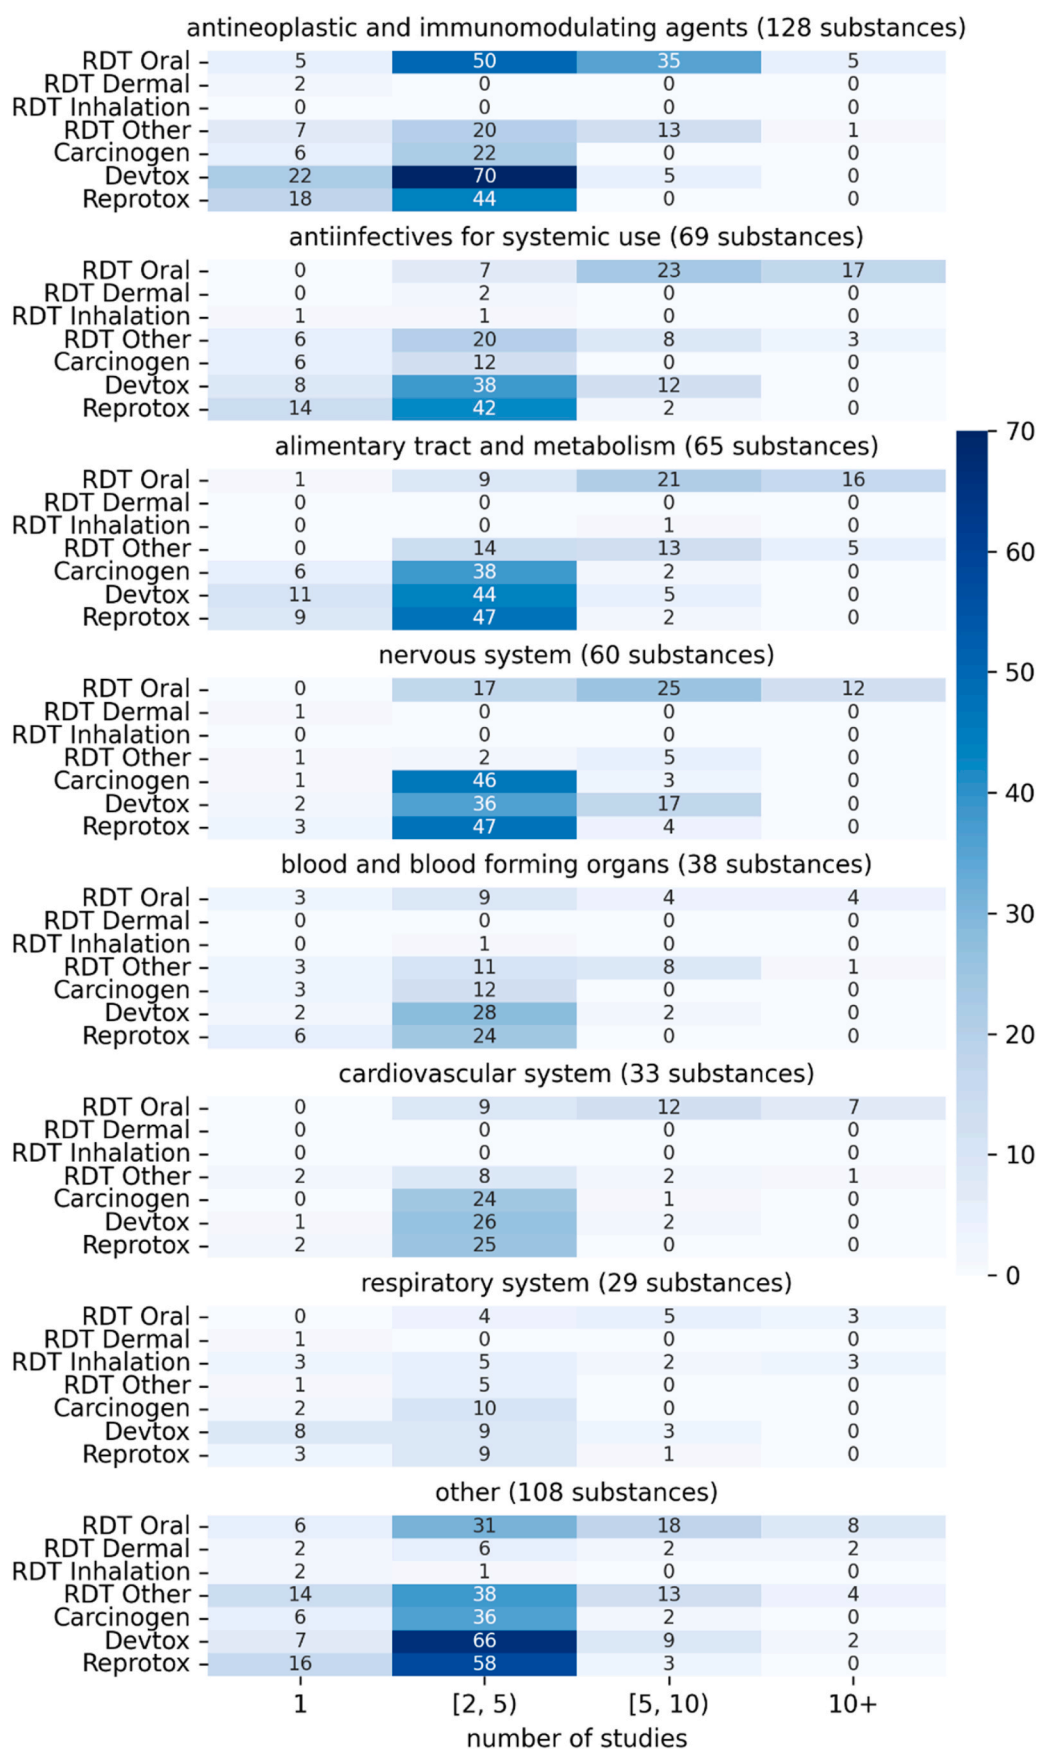 antineoplastic and immunomodulating agents (128 substances)
RDT Oral 5 50 35 5
RDT Dermal 2 0 0 0
RDT Inhalation 0 0 0 0
RDT Other 7 20 13 1
Carcinogen 6 22 0 0
Devtox 22 70 5 0
Reprotox 18 44 0 0
antiinfectives for systemic use (69 substances)
RDT Oral 0 7 23 17
RDT Dermal 0 2 0 0
RDT Inhalation 1 1 0 0
RDT Other 6 20 8 3
Carcinogen 6 12 0 0
Devtox 8 38 12 0
Reprotox 14 42 2 0
alimentary tract and metabolism (65 substances)
RDT Oral 1 9 21 16
RDT Dermal 0 0 0 0
RDT Inhalation 0 0 1 0
RDT Other 0 14 13 5
Carcinogen 6 38 2 0
Devtox 11 44 5 0
Reprotox 9 47 2 0
nervous system (60 substances)
RDT Oral 0 17 25 12
RDT Dermal 1 0 0 0
RDT Inhalation 0 0 0 0
RDT Other 1 2 5 0
Carcinogen 1 46 3 0
Devtox 2 36 17 0
Reprotox 3 47 4 0
blood and blood forming organs (38 substances)
RDT Oral 3 9 4 4
RDT Dermal 0 0 0 0
RDT Inhalation 0 1 0 0
RDT Other 3 11 8 1
Carcinogen 3 12 0 0
Devtox 2 28 2 0
Reprotox 6 24 0 0
cardiovascular system (33 substances)
RDT Oral 0 9 12 7
RDT Dermal 0 0 0 0
RDT Inhalation 0 0 0 0
RDT Other 2 8 2 1
Carcinogen 0 24 1 0
Devtox 1 26 2 0
Reprotox 2 25 0 0
respiratory system (29 substances)
RDT Oral 0 4 5 3
RDT Dermal 1 0 0 0
RDT Inhalation 3 5 2 3
RDT Other 1 5 0 0
Carcinogen 2 10 0 0
Devtox 8 9 3 0
Reprotox 3 9 1 0
other (108 substances)
RDT Oral 6 31 18 8
RDT Dermal 2 6 2 2
RDT Inhalation 2 1 0 0
RDT Other 14 38 13 4
Carcinogen 6 36 2 0
Devtox 7 66 9 2
Reprotox 16 58 3 0
1 [2, 5) [5, 10) 10+
number of studies
70
60
50
40
30
20
10
0